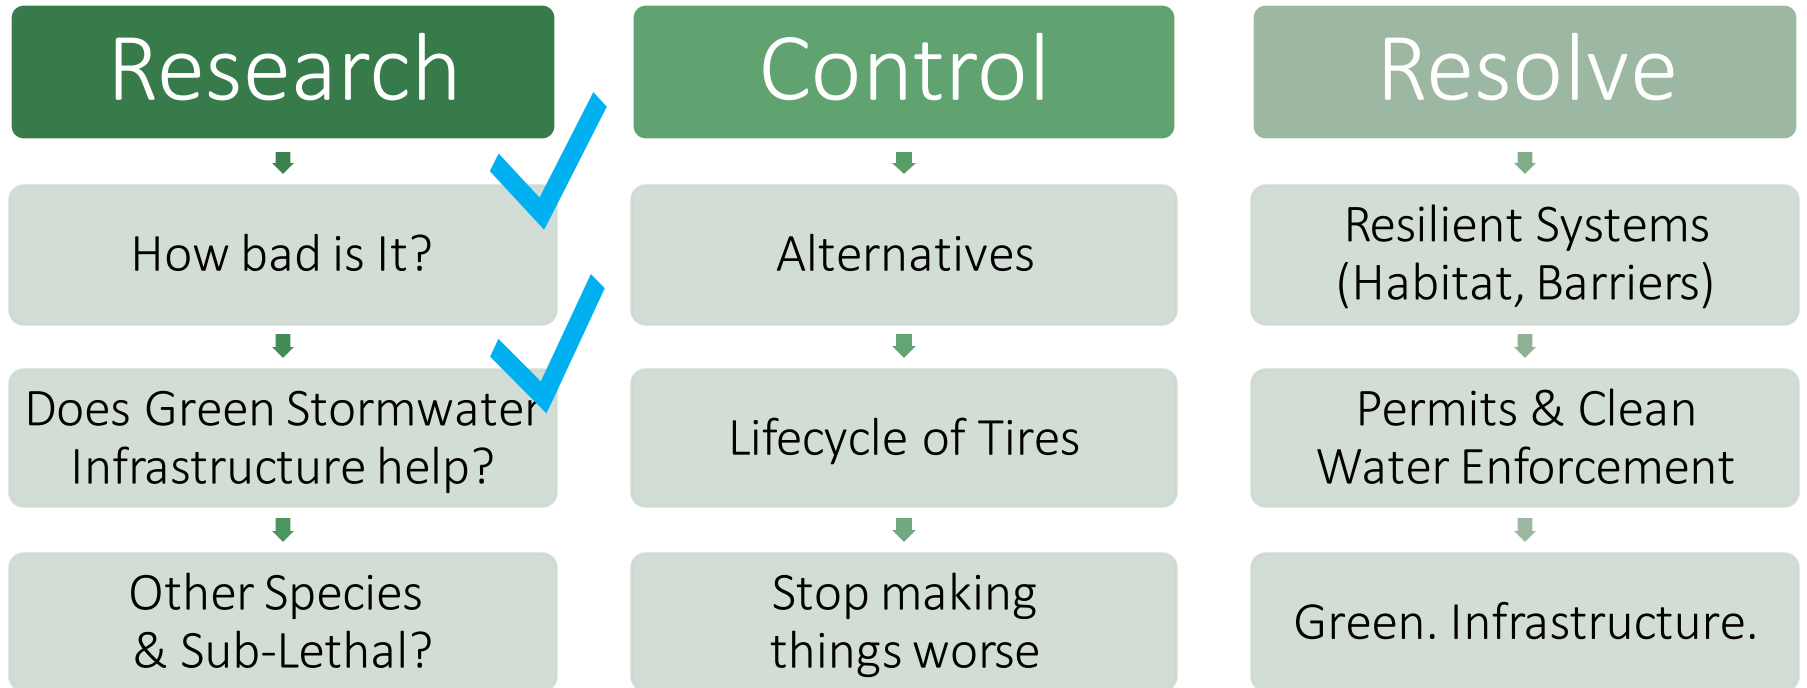 Research
How bad is It?
Does Green Stormwater
Infrastructure help?
Other Species
& Sub-Lethal?
Control
Alternatives
Lifecycle of Tires
Stop making
things worse
Resolve
Resilient Systems
(Habitat, Barriers)
Permits & Clean
Water Enforcement
Green. Infrastructure.